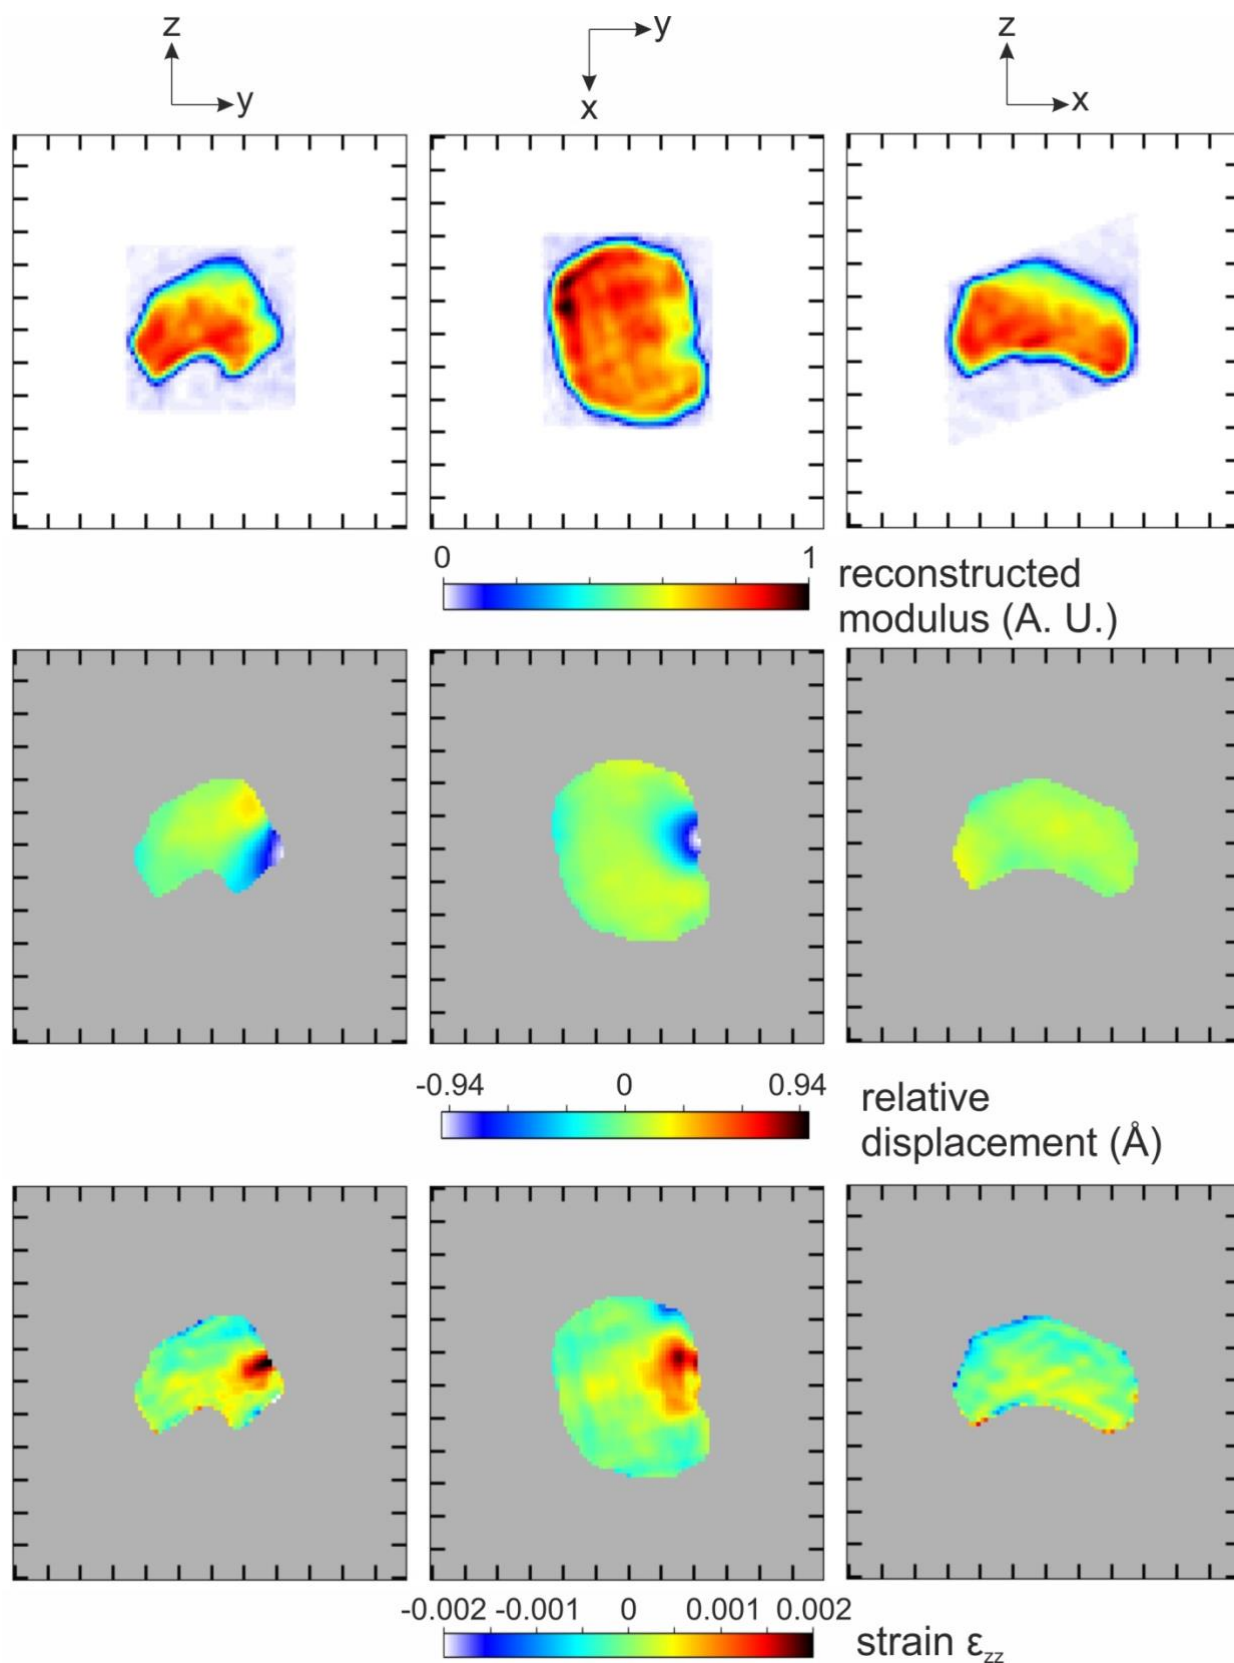 z
y
y
x
z
x
0 1
reconstructed
modulus (A. U.)
-0.94 0 0.94
relative
displacement (Å)
-0.002 -0.001 0 0.001 0.002
strain ε_zz